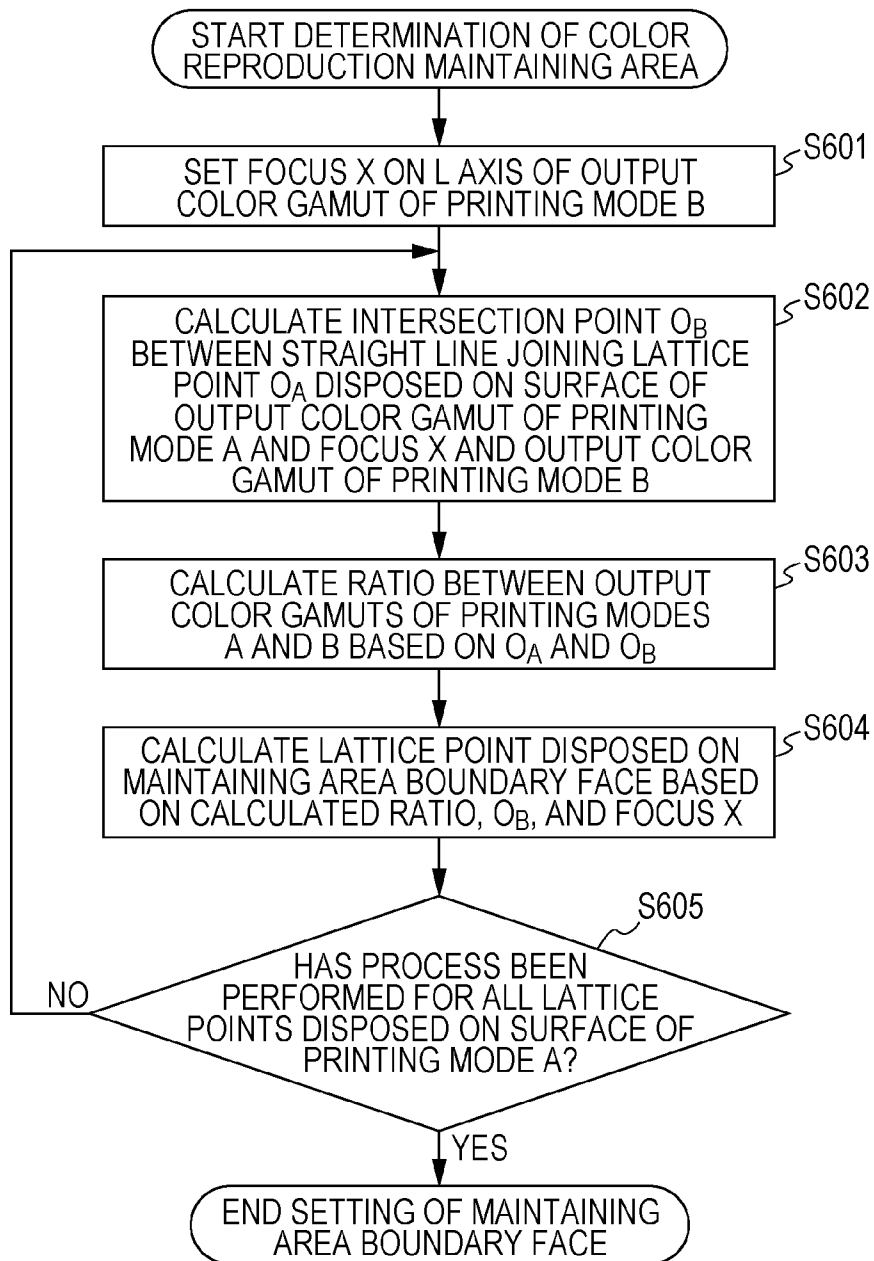 START DETERMINATION OF COLOR
REPRODUCTION MAINTAINING AREA
S601
SET FOCUS X ON L AXIS OF OUTPUT
COLOR GAMUT OF PRINTING MODE B
S602
CALCULATE INTERSECTION POINT OB
BETWEEN STRAIGHT LINE JOINING LATTICE
POINT OA DISPOSED ON SURFACE OF
OUTPUT COLOR GAMUT OF PRINTING
MODE A AND FOCUS X AND OUTPUT COLOR
GAMUT OF PRINTING MODE B
S603
CALCULATE RATIO BETWEEN OUTPUT
COLOR GAMUTS OF PRINTING MODES
A AND B BASED ON OA AND OB
S604
CALCULATE LATTICE POINT DISPOSED ON
MAINTAINING AREA BOUNDARY FACE BASED
ON CALCULATED RATIO, OB, AND FOCUS X
S605
HAS PROCESS BEEN
PERFORMED FOR ALL LATTICE
POINTS DISPOSED ON SURFACE OF
PRINTING MODE A?
NO
YES
END SETTING OF MAINTAINING
AREA BOUNDARY FACE